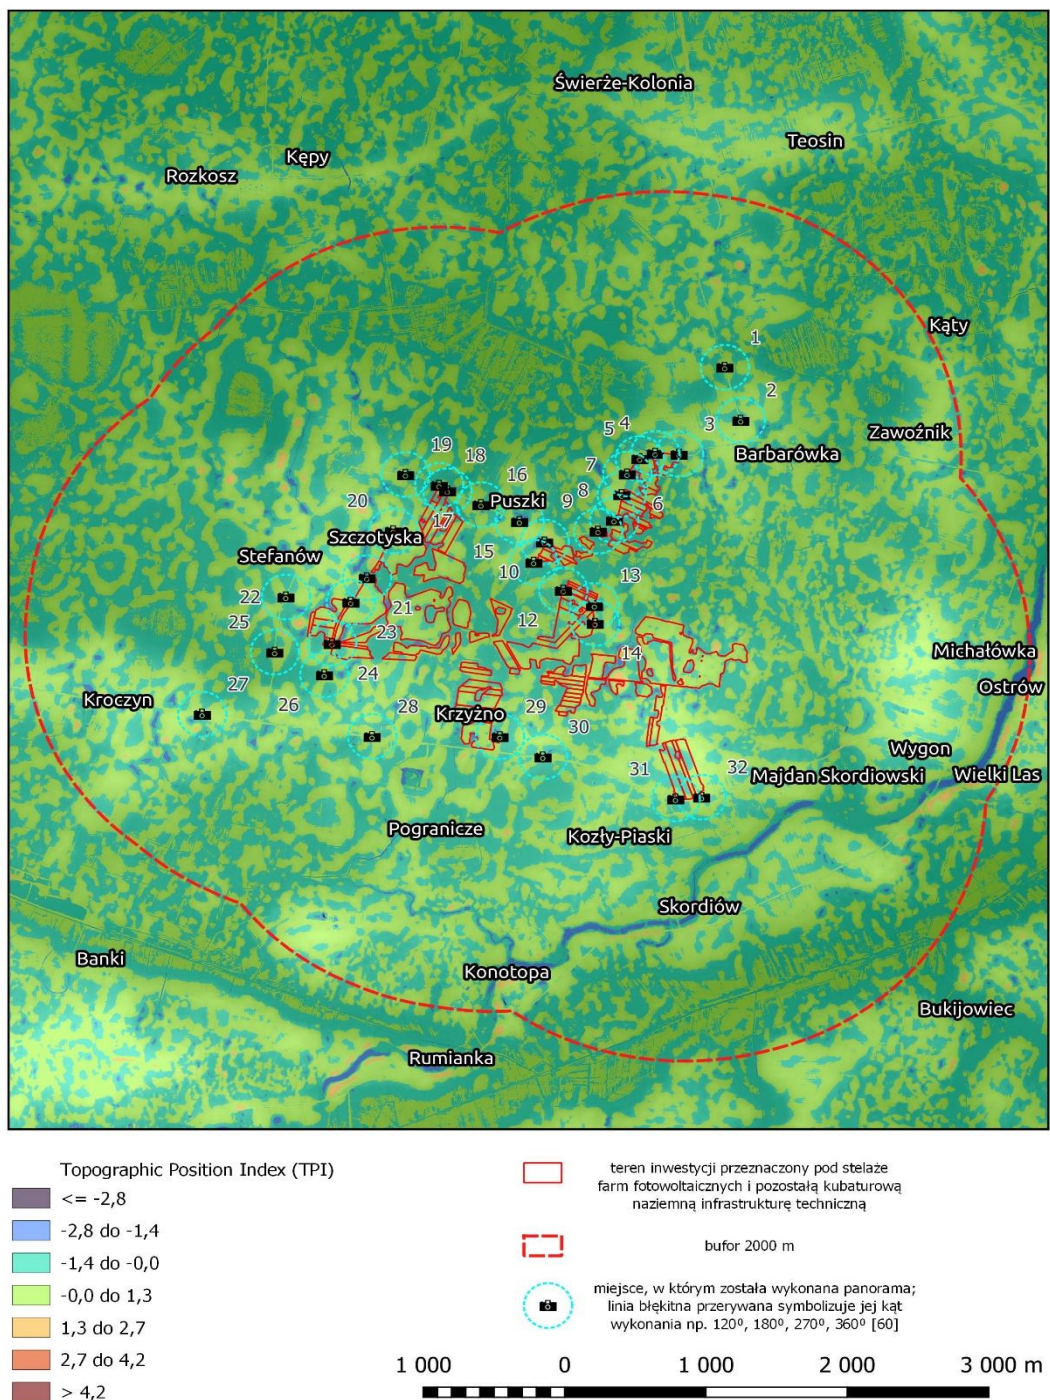 Świerże-Kolonia
Teosin
Kępy
Rozkosz
Kąty
1
2
3
4
5
Zawoźnik
Barbarówka
19
18
7
16
8
9
Puszki
6
20
17
Szczotyska
15
Stefanów
10
13
22
21
12
25
23
14
Michałówka
24
Ostrów
27
Kroczyn
26
28
Krzyżno
29
30
Wygon
31
32
Majdan Skordiowski
Wielki Las
Pogranicze
Kozły-Piaski
Skordiów
Banki
Konotopa
Bukijowiec
Rumianka
Topographic Position Index (TPI)
<= -2,8
-2,8 do -1,4
-1,4 do -0,0
-0,0 do 1,3
1,3 do 2,7
2,7 do 4,2
> 4,2
teren inwestycji przeznaczony pod stelaże
farm fotowoltaicznych i pozostałą kubaturową
naziemną infrastrukturę techniczną
bufor 2000 m
miejsce, w którym została wykonana panorama;
linia błękitna przerywana symbolizuje jej kąt
wykonania np. 120º, 180º, 270º, 360º [60]
1 000 0 1 000 2 000 3 000 m